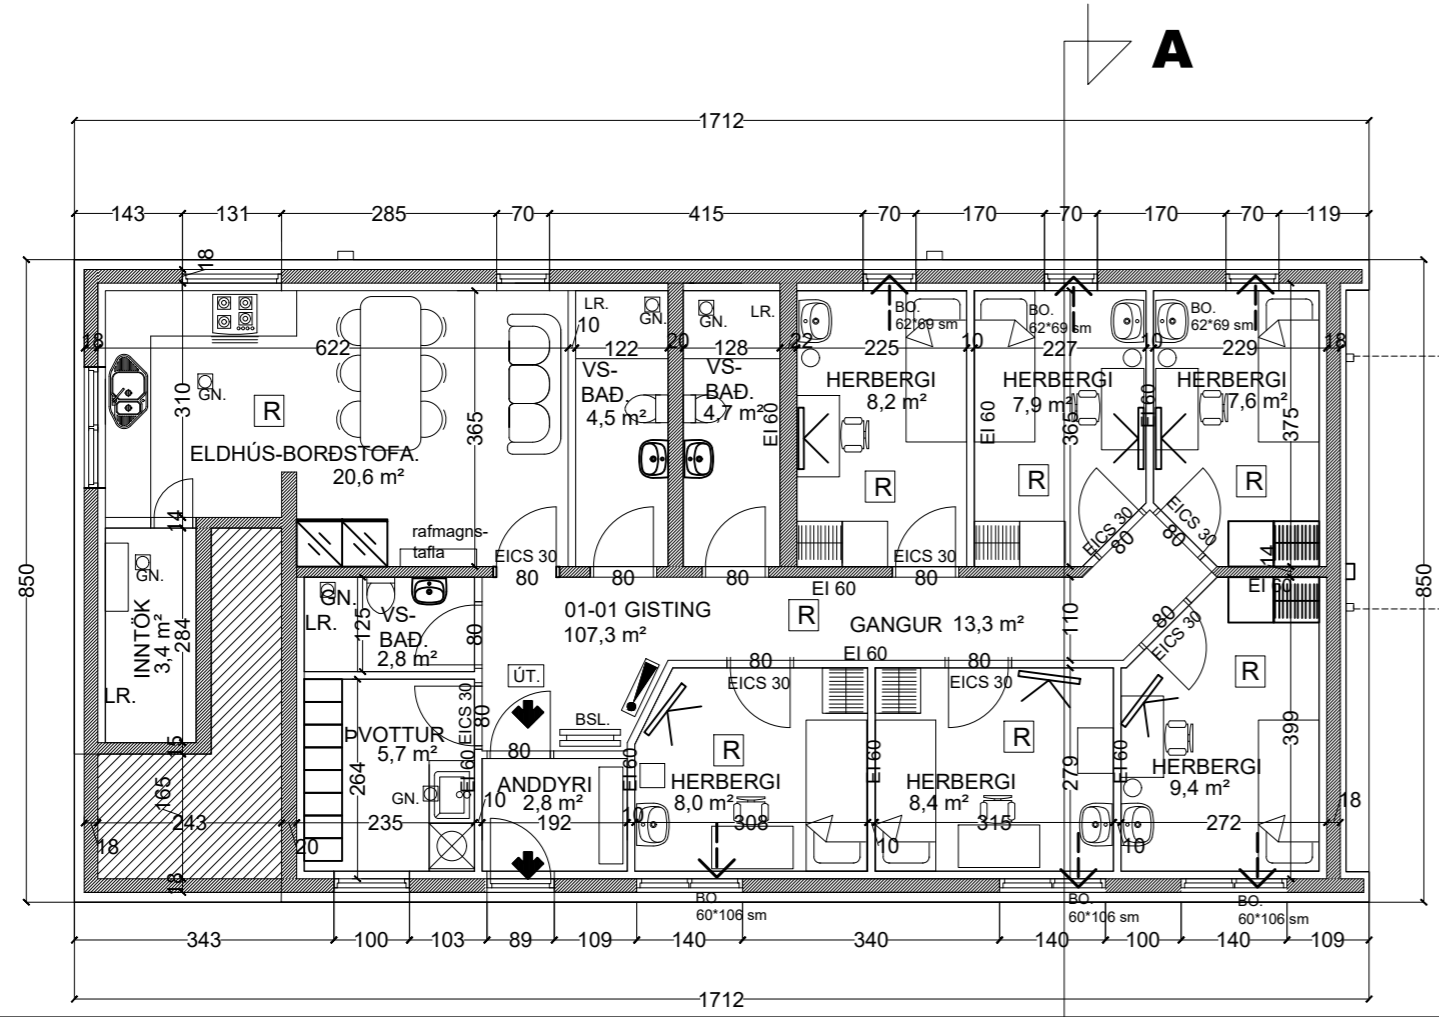 A
1712
143 131 285 70 415 70 170 70 170 70 119
18
LR.
GN.
10
GN.
LR.
BO.
62*69 sm
BO.
62*69 sm
BO.
62*69 sm
18 622 122 20 128 22 225 10 227 10 229 18
310
GN.
R
ELDHÚS-BORÐSTOFA.
20,6 m²
365
VS-
BAÐ.
4,5 m²
VS-
BAÐ.
4,7 m²
EI 60
HERBERGI
8,2 m²
HERBERGI
7,9 m²
HERBERGI
7,6 m²
EI 60
365
EI 60
375
R
R
R
14
rafmagns-
tafla
EICS 30
80
80
80
EICS 30
80
EICS 30
80
EICS 30
80
14
850
850
GN.
INNTÖK
3,4 m²
284
LR.
GN.
LR.
125
VS-
BAÐ.
2,8 m²
80
01-01 GISTING
107,3 m²
R
EI 60
GANGUR 13,3 m²
EI 60
110
80
EICS 30
EI 60
R
ÚT.
80
EICS 30
80
EICS 30
BSL.
EICS 30
80
EI 60
80
ÞVOTTUR
5,7 m²
264
GN.
15
165
243
18
18
20
235
10
ANDDYRI
2,8 m²
192
EI 60
10
R
HERBERGI
8,0 m²
308
EI 60
10
R
HERBERGI
8,4 m²
315
279
EI 60
10
HERBERGI
9,4 m²
272
399
18
BO.
60*106 sm
BO.
60*106 sm
BO.
60*106 sm
343 100 103 89 109 140 340 140 100 140 109
1712